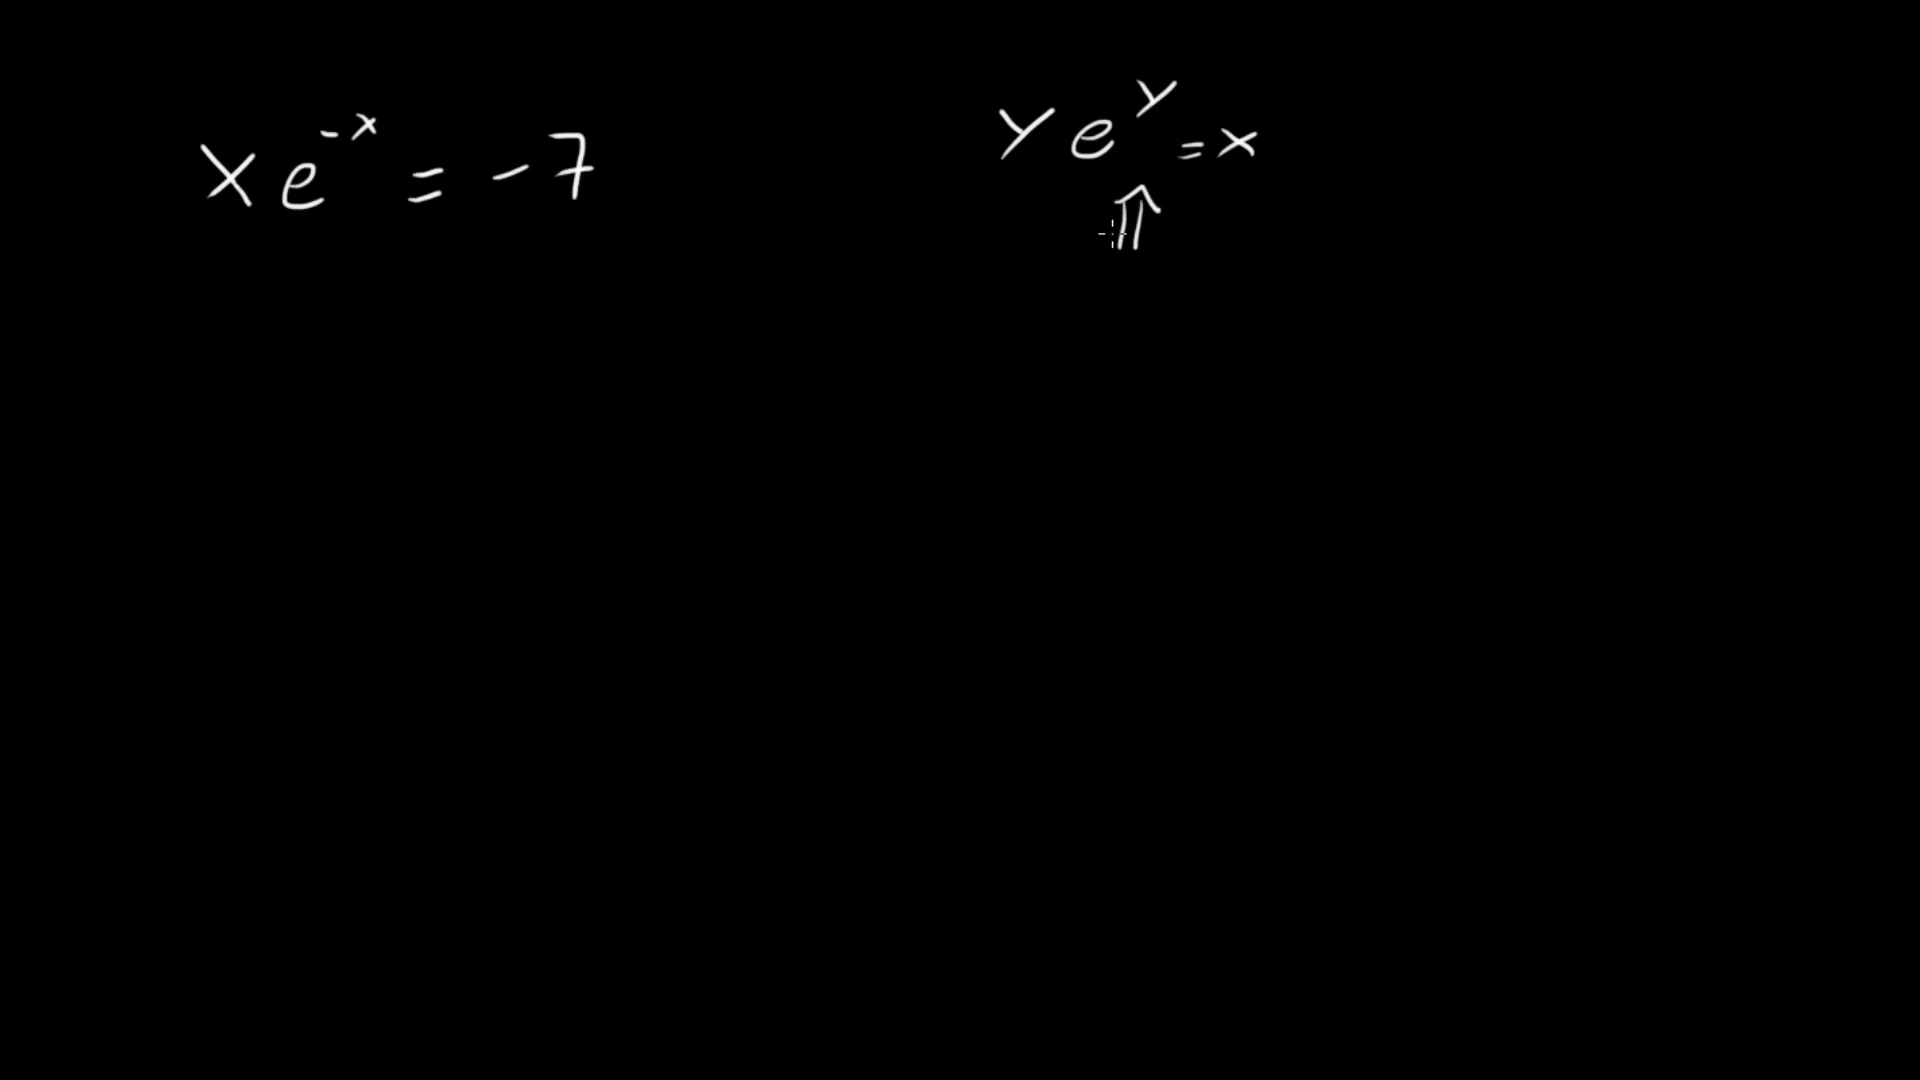 xe^{-x} = -7
ye^{y} = x
⇑